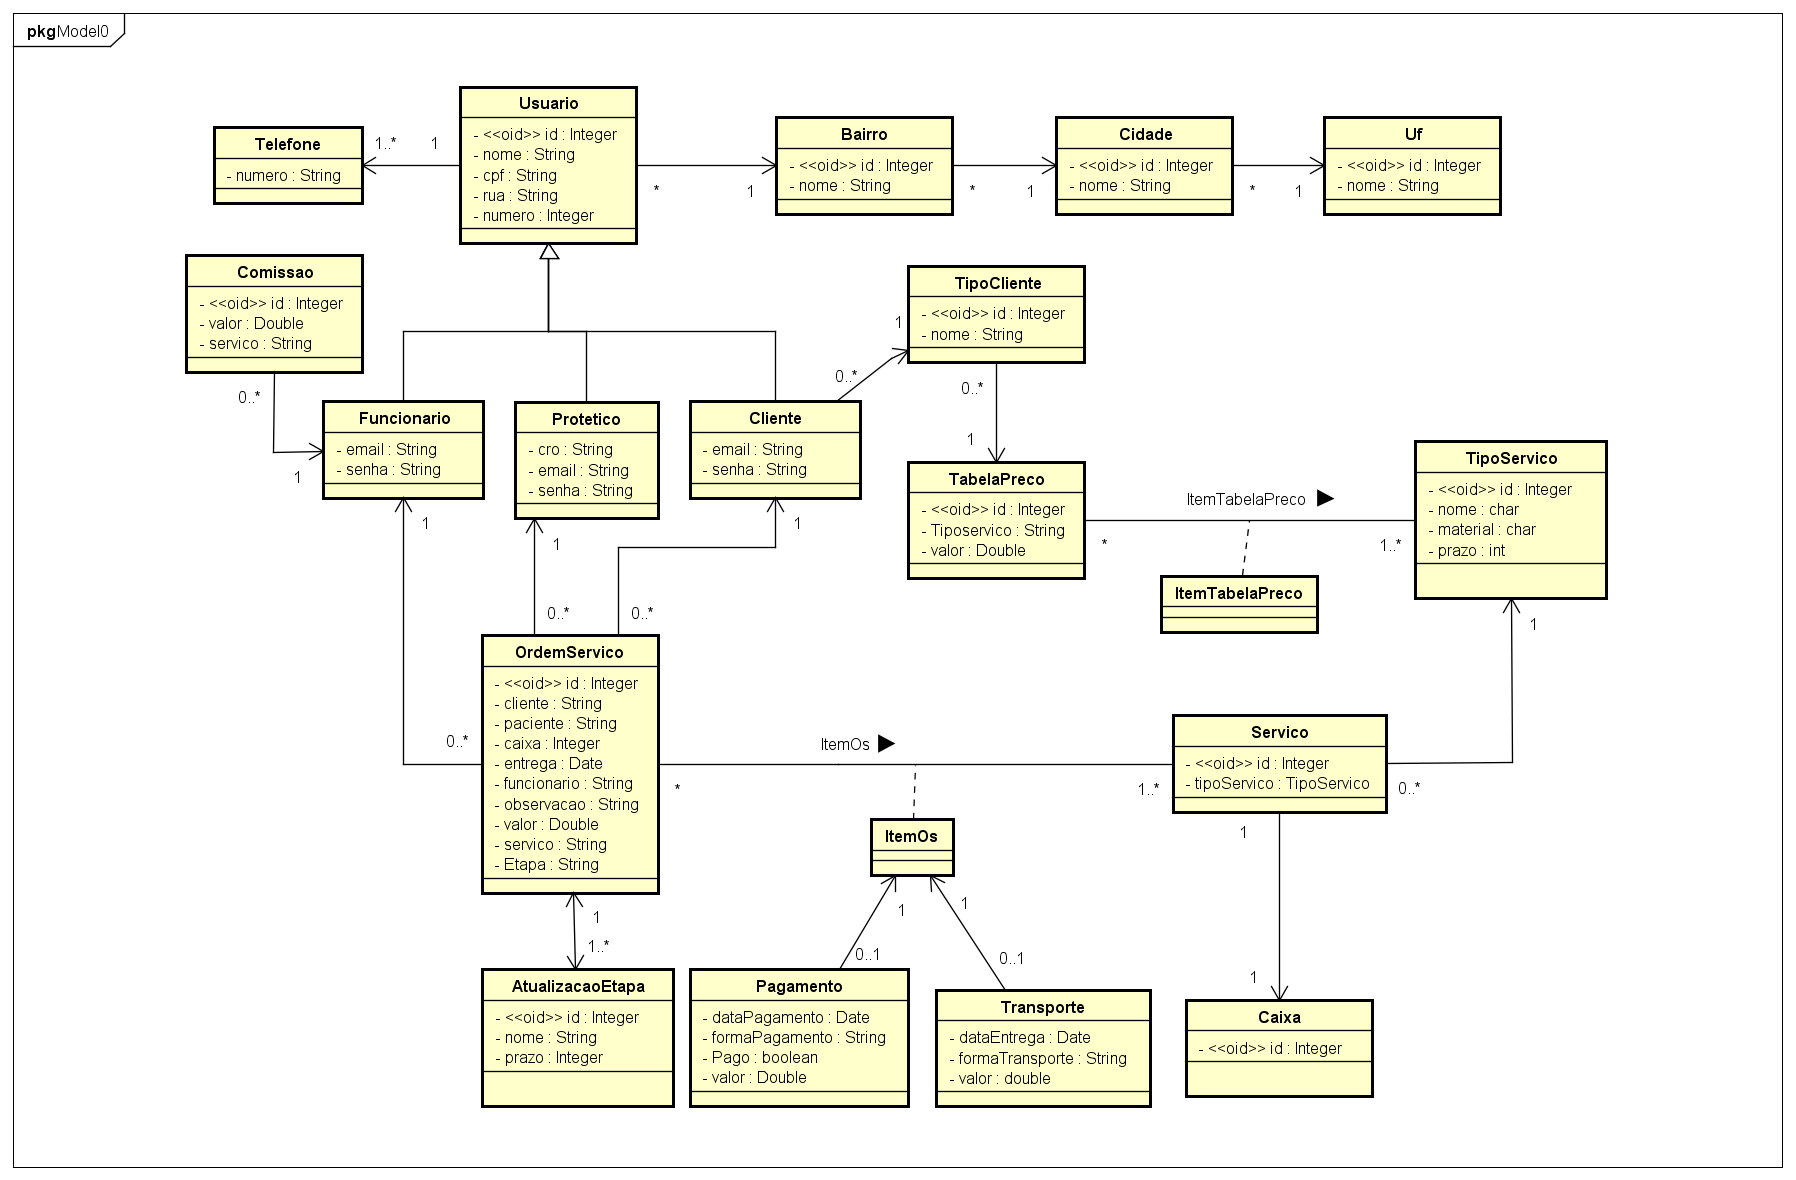 pkg Model0
Usuario
- <<oid>> id : Integer
- nome : String
- cpf : String
- rua : String
- numero : Integer
Telefone
- numero : String
1..*
1
*
1
Bairro
- <<oid>> id : Integer
- nome : String
*
1
Cidade
- <<oid>> id : Integer
- nome : String
*
1
Uf
- <<oid>> id : Integer
- nome : String
Comissao
- <<oid>> id : Integer
- valor : Double
- servico : String
0..*
1
TipoCliente
- <<oid>> id : Integer
- nome : String
1
0..*
0..*
1
Funcionario
- email : String
- senha : String
1
Protetico
- cro : String
- email : String
- senha : String
1
Cliente
- email : String
- senha : String
1
TabelaPreco
- <<oid>> id : Integer
- Tiposervico : String
- valor : Double
ItemTabelaPreco
*
1..*
ItemTabelaPreco
TipoServico
- <<oid>> id : Integer
- nome : char
- material : char
- prazo : int
1
0..*
0..*
0..*
OrdemServico
- <<oid>> id : Integer
- cliente : String
- paciente : String
- caixa : Integer
- entrega : Date
- funcionario : String
- observacao : String
- valor : Double
- servico : String
- Etapa : String
ItemOs
*
1..*
Servico
- <<oid>> id : Integer
- tipoServico : TipoServico
0..*
1
ItemOs
1
1
1
1..*
0..1
0..1
1
AtualizacaoEtapa
- <<oid>> id : Integer
- nome : String
- prazo : Integer
Pagamento
- dataPagamento : Date
- formaPagamento : String
- Pago : boolean
- valor : Double
Transporte
- dataEntrega : Date
- formaTransporte : String
- valor : double
Caixa
- <<oid>> id : Integer